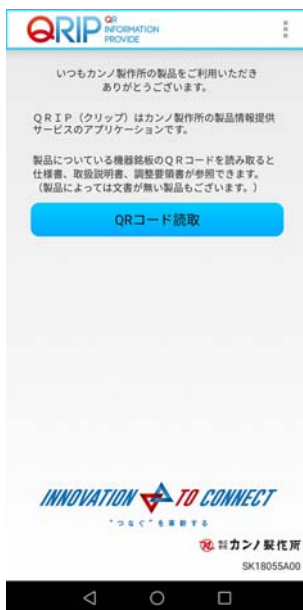 QRIP QR
INFORMATION
PROVIDE
いつもカンノ製作所の製品をご利用いただき
ありがとうございます。
ＱＲＩＰ（クリップ）はカンノ製作所の製品情報提供
サービスのアプリケーションです。
製品についている機器銘板のＱＲコードを読み取ると
仕様書、取扱説明書、調整要領書が参照できます。
（製品によっては文書が無い製品もございます。）
QRコード読取
INNOVATION TO CONNECT
"つなぐ"を革新する
株式会社カンノ製作所
SK18055A00